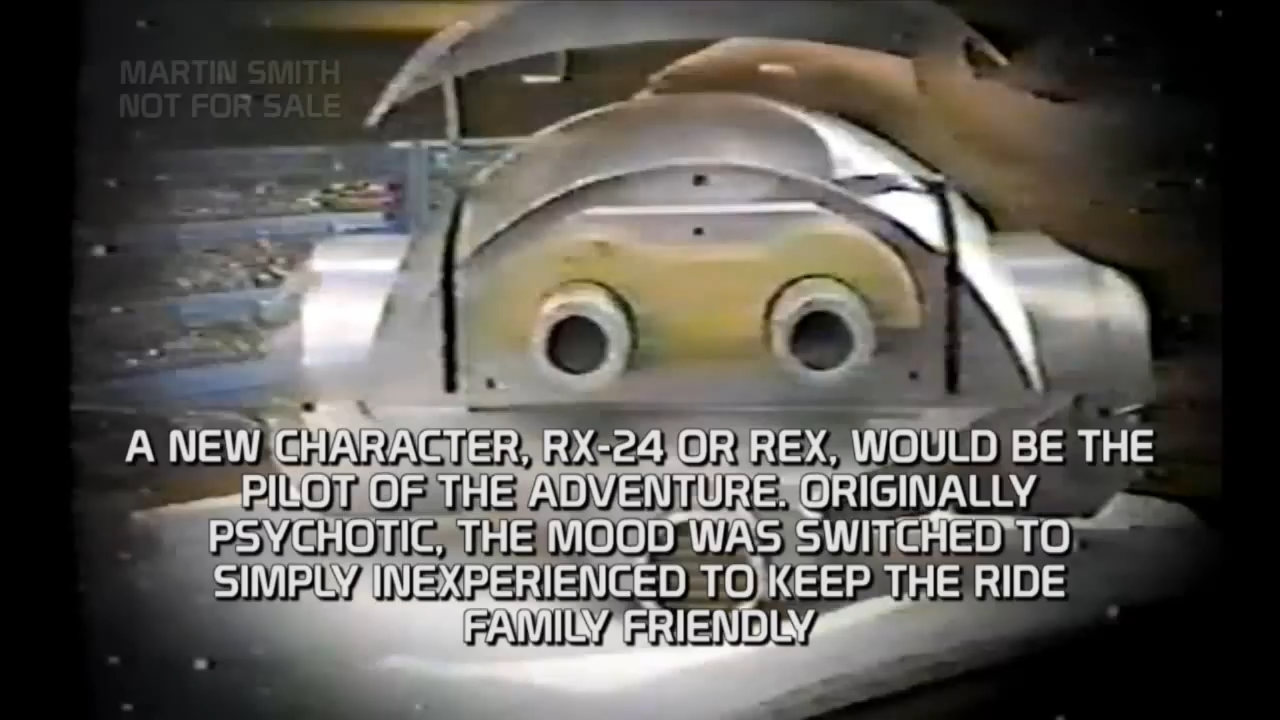 MARTIN SMITH
NOT FOR SALE
A NEW CHARACTER, RX-24 OR REX, WOULD BE THE
PILOT OF THE ADVENTURE. ORIGINALLY
PSYCHOTIC, THE MOOD WAS SWITCHED TO
SIMPLY INEXPERIENCED TO KEEP THE RIDE
FAMILY FRIENDLY